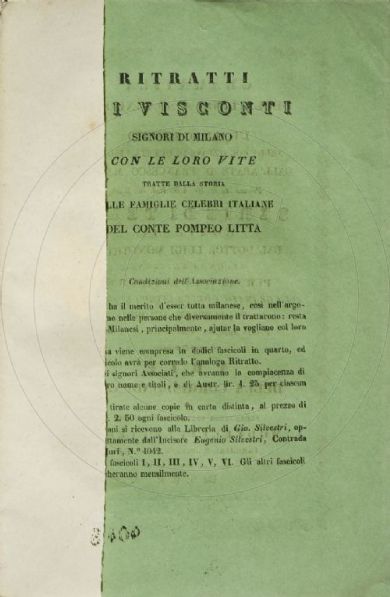 RITRATTI
I VISCONTI
SIGNORI DI MILANO
CON LE LORO VITE
TRATTE DALLA STORIA
LLE FAMIGLIE CELEBRI ITALIANE
DEL CONTE POMPEO LITTA
Condizioni dell'Associazione.
ha il merito d'esser tutta milanese, così nell'argo-
me nelle persone che diversamente il trattarono: resta
Milanesi, principalmente, ajutar la vogliano col loro
na viene compresa in dodici fascicoli in quarto, ed
icolo avrà per corredo l'analogo Ritratto.
i signori Associati, che avranno la compiacenza di
ro nome e titoli, è di Austr. lir. 1. 25 per ciascun
tirate alcune copie in carta distinta, al prezzo di
2. 50 ogni fascicolo.
oni si ricevono alla Libreria di Gio. Silvestri, op-
ttamente dall'Incisore Eugenio Silvestri, Contrada
N.º 4042.
fascicoli I, II, III, IV, V, VI. Gli altri fascicoli
heranno mensilmente.